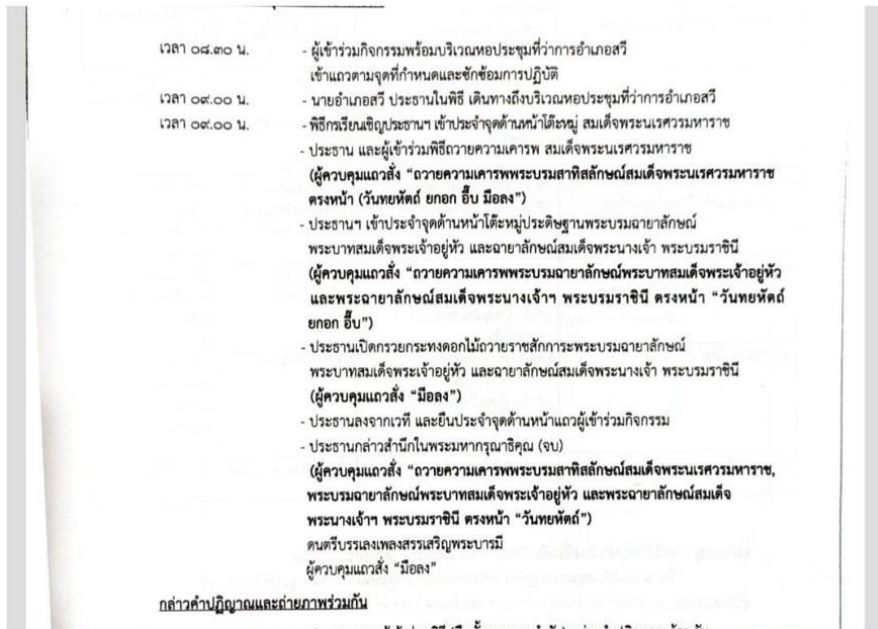 เวลา ๐๘.๓๐ น. - ผู้เข้าร่วมกิจกรรมพร้อมบริเวณหอประชุมที่ว่าการอำเภอสวี
เข้าแถวตามจุดที่กำหนดและซักซ้อมการปฏิบัติ
เวลา ๐๙.๐๐ น. - นายอำเภอสวี ประธานในพิธี เดินทางถึงบริเวณหอประชุมที่ว่าการอำเภอสวี
เวลา ๐๙.๐๐ น. - พิธีกรเรียนเชิญประธานฯ เข้าประจำจุดด้านหน้าโต๊ะหมู่ สมเด็จพระนเรศวรมหาราช
- ประธาน และผู้เข้าร่วมพิธีถวายความเคารพ สมเด็จพระนเรศวรมหาราช
(ผู้ควบคุมแถวสั่ง “ถวายความเคารพพระบรมสาทิสลักษณ์สมเด็จพระนเรศวรมหาราช
ตรงหน้า (วันทยหัตถ์ ยกอก อึ๊บ มือลง”)
- ประธานฯ เข้าประจำจุดด้านหน้าโต๊ะหมู่ประดิษฐานพระบรมฉายาลักษณ์
พระบาทสมเด็จพระเจ้าอยู่หัว และฉายาลักษณ์สมเด็จพระนางเจ้า พระบรมราชินี
(ผู้ควบคุมแถวสั่ง “ถวายความเคารพพระบรมฉายาลักษณ์พระบาทสมเด็จพระเจ้าอยู่หัว
และพระฉายาลักษณ์สมเด็จพระนางเจ้าฯ พระบรมราชินี ตรงหน้า “วันทยหัตถ์
ยกอก อึ๊บ”)
- ประธานเปิดกรวยกระทงดอกไม้ถวายราชสักการะพระบรมฉายาลักษณ์
พระบาทสมเด็จพระเจ้าอยู่หัว และฉายาลักษณ์สมเด็จพระนางเจ้า พระบรมราชินี
(ผู้ควบคุมแถวสั่ง “มือลง”)
- ประธานลงจากเวที และยืนประจำจุดด้านหน้าแถวผู้เข้าร่วมกิจกรรม
- ประธานกล่าวสำนึกในพระมหากรุณาธิคุณ (จบ)
(ผู้ควบคุมแถวสั่ง “ถวายความเคารพพระบรมสาทิสลักษณ์สมเด็จพระนเรศวรมหาราช,
พระบรมฉายาลักษณ์พระบาทสมเด็จพระเจ้าอยู่หัว และพระฉายาลักษณ์สมเด็จ
พระนางเจ้าฯ พระบรมราชินี ตรงหน้า “วันทยหัตถ์”)
ดนตรีบรรเลงเพลงสรรเสริญพระบารมี
ผู้ควบคุมแถวสั่ง “มือลง”
กล่าวคำปฏิญาณและถ่ายภาพร่วมกัน